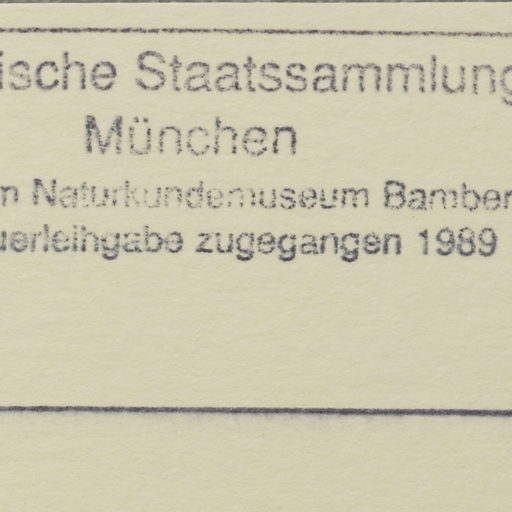 ische Staatssammlung
München
m Naturkundemuseum Bamber
uerleihgabe zugegangen 1989